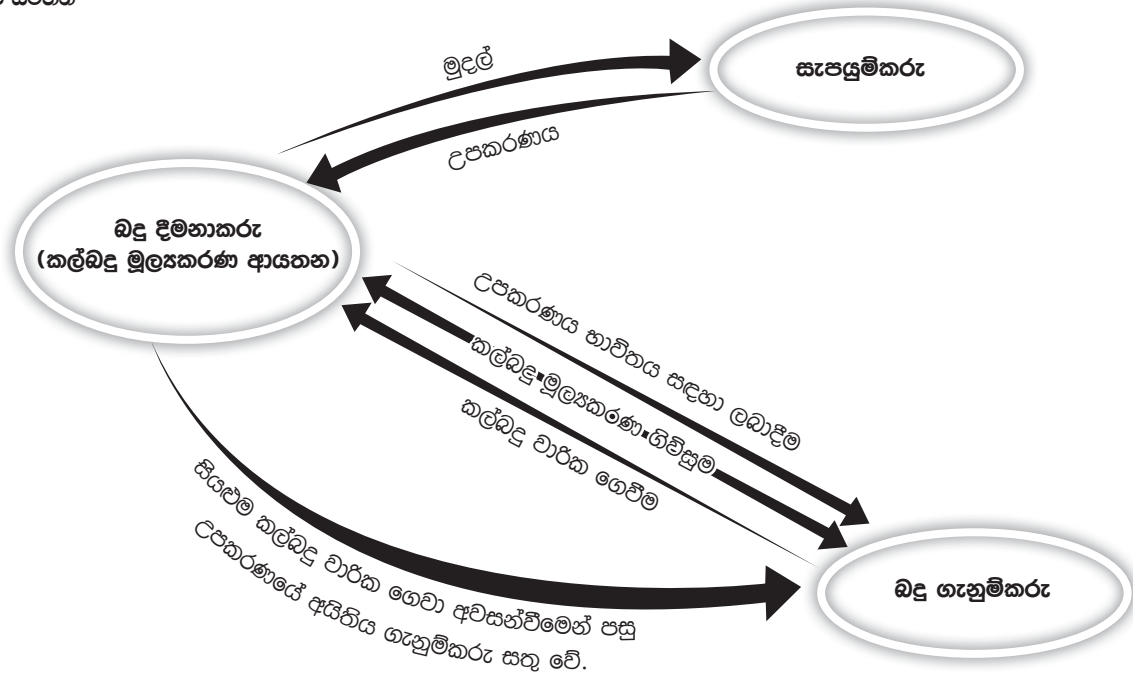 මුදල්
සැපයුම්කරු
උපකරණය
බදු දීමනාකරු
(කල්බදු මූල්‍යකරණ ආයතන)
උපකරණය භාවිතය සඳහා ලබාදීම
කල්බදු මූල්‍යකරණ ගිවිසුම
කල්බදු වාරික ගෙවීම
සියළුම කල්බදු වාරික ගෙවා අවසන්වීමෙන් පසු
උපකරණයේ අයිතිය ගැනුම්කරු සතු වේ.
බදු ගැනුම්කරු